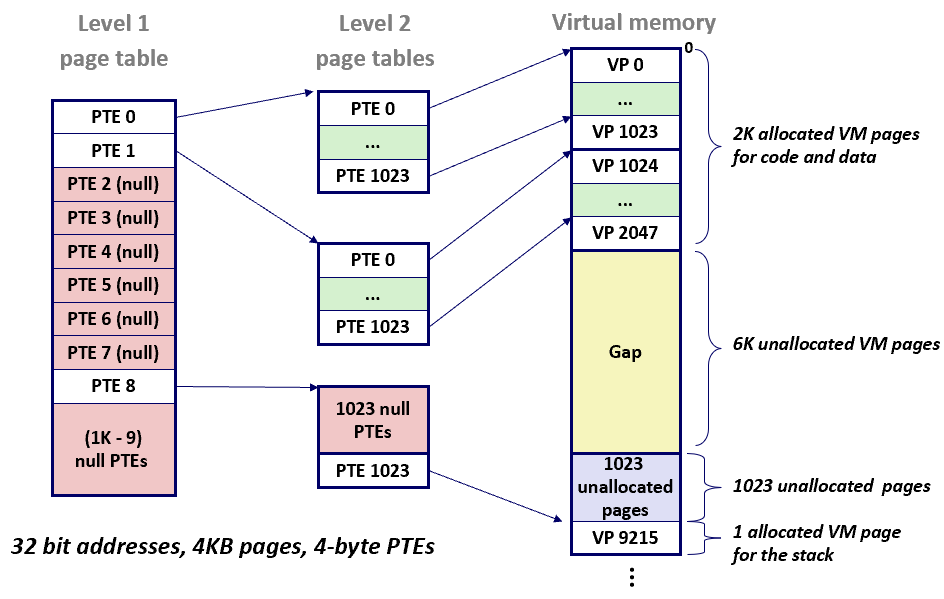 Level 1
page table
PTE 0
PTE 1
PTE 2 (null)
PTE 3 (null)
PTE 4 (null)
PTE 5 (null)
PTE 6 (null)
PTE 7 (null)
PTE 8
(1K - 9)
null PTEs
Level 2
page tables
PTE 0
...
PTE 1023
PTE 0
...
PTE 1023
1023 null
PTEs
PTE 1023
Virtual memory
0
VP 0
...
VP 1023
VP 1024
...
VP 2047
Gap
1023
unallocated
pages
VP 9215
...
2K allocated VM pages
for code and data
6K unallocated VM pages
1023 unallocated pages
1 allocated VM page
for the stack
32 bit addresses, 4KB pages, 4-byte PTEs